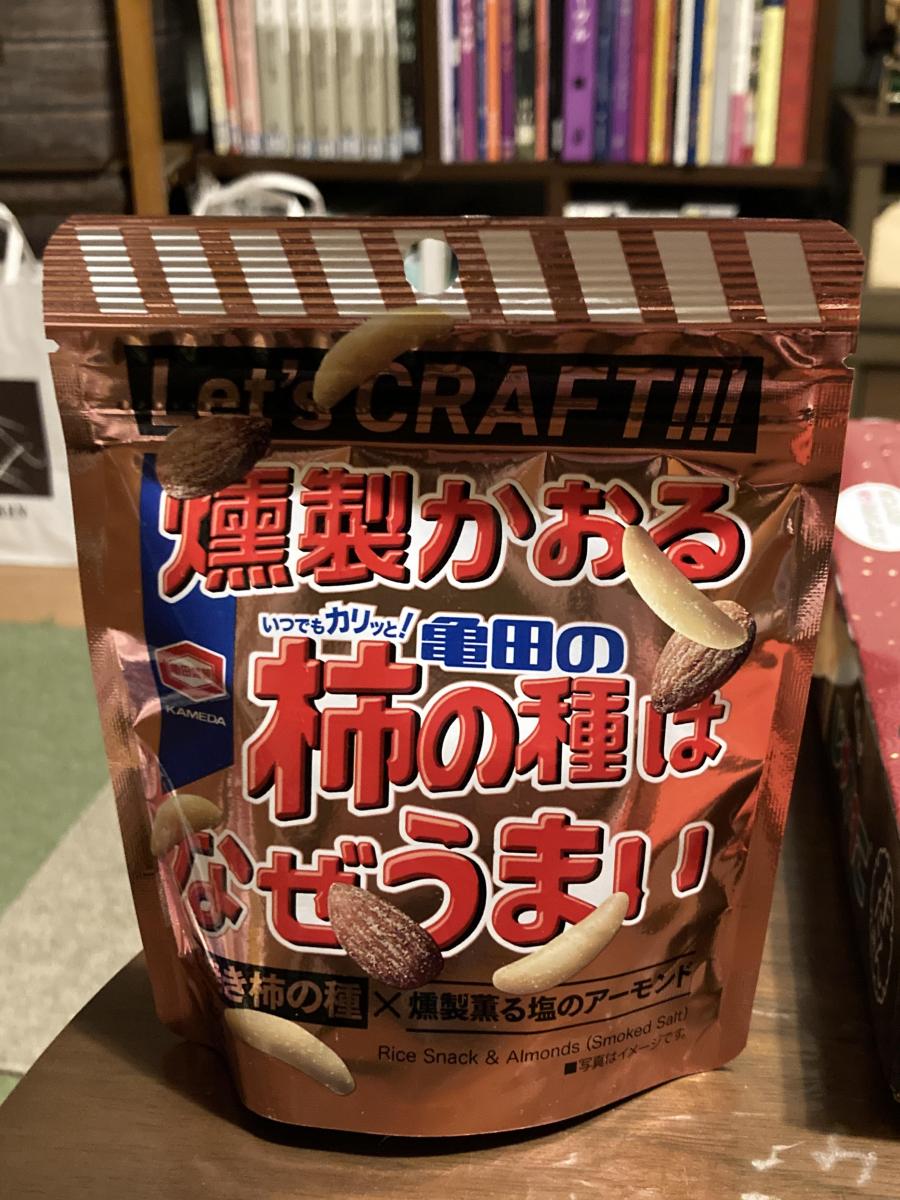 Let's CRAFT!!!
燻製かおる
いつでもカリッと!
亀田の
柿の種は
KAMEDA
なぜうまい
き柿の種×燻製薫る塩のアーモンド
Rice Snack & Almonds (Smoked Salt)
■写真はイメージです。